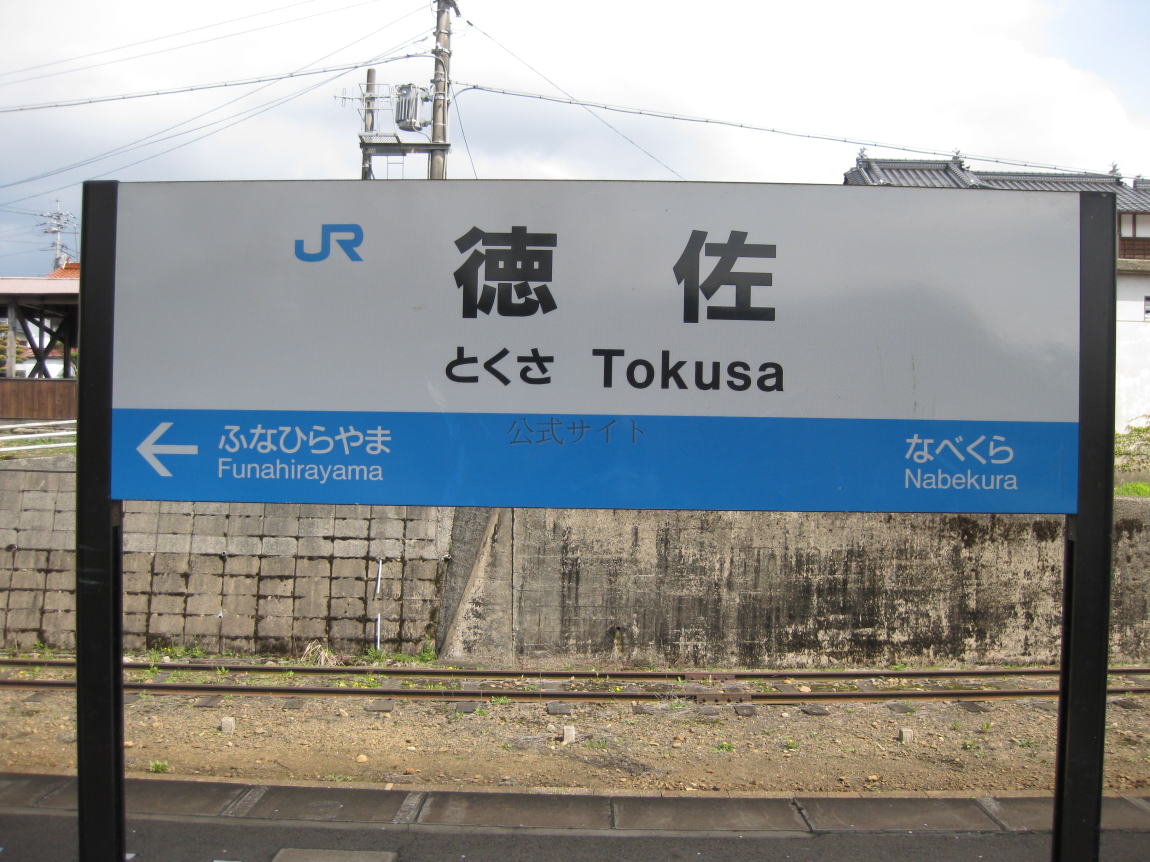 JR
徳佐
とくさ Tokusa
公式サイト
ふなひらやま
Funahirayama
なべくら
Nabekura